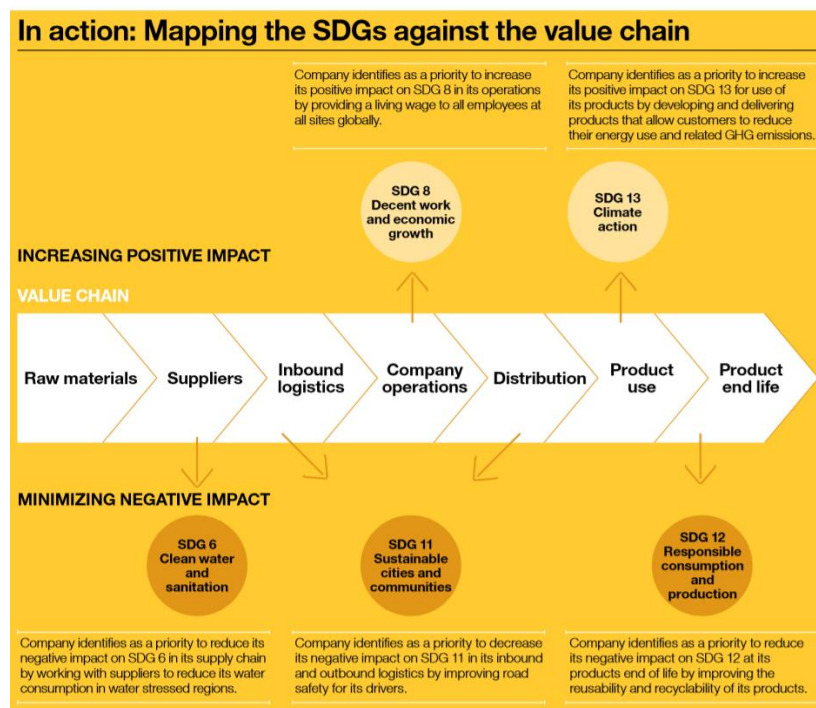 In action: Mapping the SDGs against the value chain
Company identifies as a priority to increase
its positive impact on SDG 8 in its operations
by providing a living wage to all employees at
all sites globally.
Company identifies as a priority to increase
its positive impact on SDG 13 for use of
its products by developing and delivering
products that allow customers to reduce
their energy use and related GHG emissions.
SDG 8
Decent work
and economic
growth
SDG 13
Climate
action
INCREASING POSITIVE IMPACT
VALUE CHAIN
Raw materials
Suppliers
Inbound
logistics
Company
operations
Distribution
Product
use
Product
end life
MINIMIZING NEGATIVE IMPACT
SDG 6
Clean water
and
sanitation
SDG 11
Sustainable
cities and
communities
SDG 12
Responsible
consumption
and
production
Company identifies as a priority to reduce its
negative impact on SDG 6 in its supply chain
by working with suppliers to reduce its water
consumption in water stressed regions.
Company identifies as a priority to decrease
its negative impact on SDG 11 in its inbound
and outbound logistics by improving road
safety for its drivers.
Company identifies as a priority to reduce
its negative impact on SDG 12 at its
products end of life by improving the
reusability and recyclability of its products.